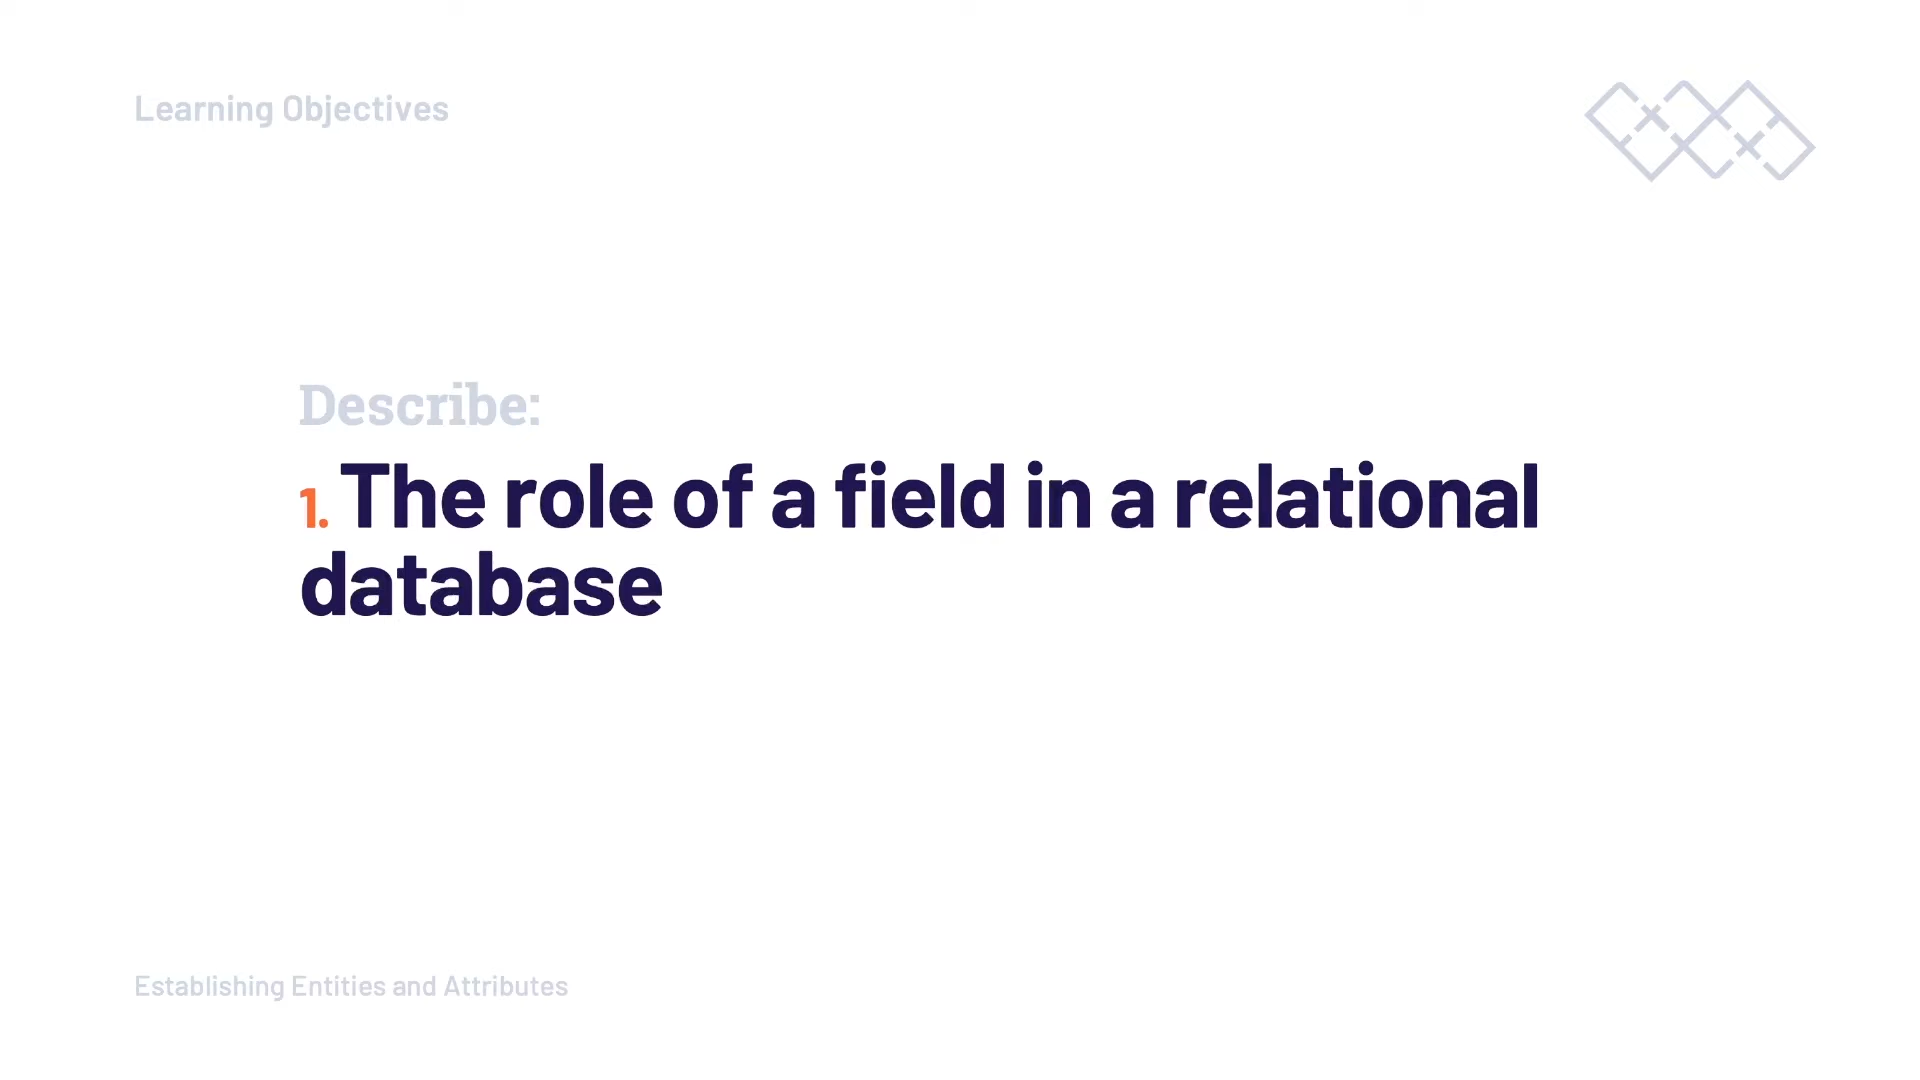 Learning Objectives
Describe:
1. The role of a field in a relational
database
Establishing Entities and Attributes